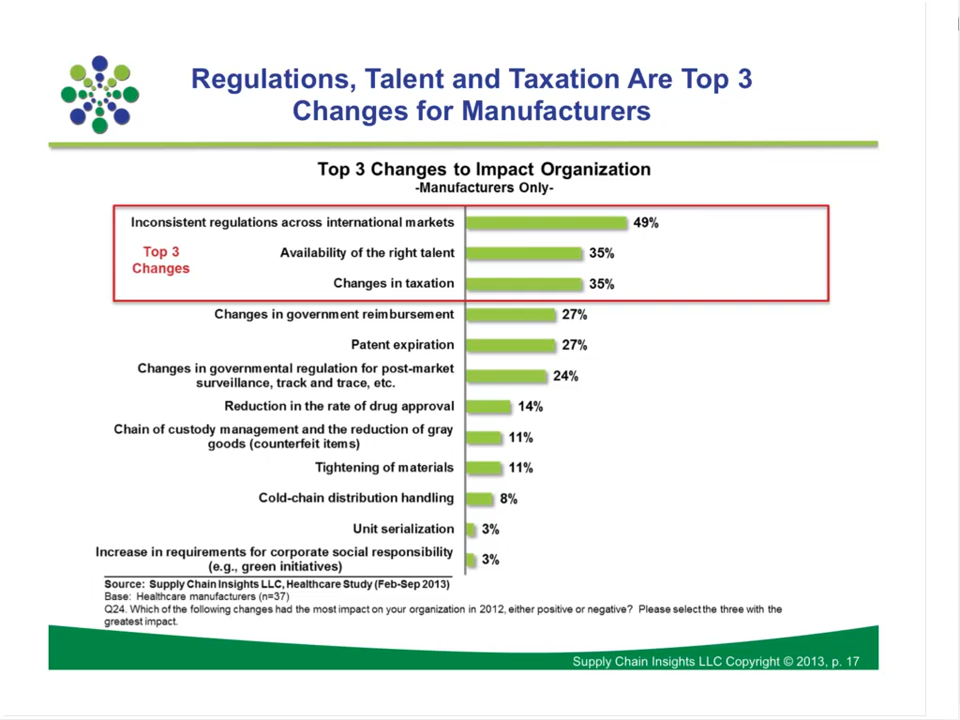 Regulations, Talent and Taxation Are Top 3
Changes for Manufacturers
Top 3 Changes to Impact Organization
-Manufacturers Only-
Inconsistent regulations across international markets 49%
Top 3
Changes
Availability of the right talent 35%
Changes in taxation 35%
Changes in government reimbursement 27%
Patent expiration 27%
Changes in governmental regulation for post-market
surveillance, track and trace, etc. 24%
Reduction in the rate of drug approval 14%
Chain of custody management and the reduction of gray
goods (counterfeit items) 11%
Tightening of materials 11%
Cold-chain distribution handling 8%
Unit serialization 3%
Increase in requirements for corporate social responsibility
(e.g., green initiatives) 3%
Source: Supply Chain Insights LLC, Healthcare Study (Feb-Sep 2013)
Base: Healthcare manufacturers (n=37)
Q24. Which of the following changes had the most impact on your organization in 2012, either positive or negative? Please select the three with the
greatest impact.
Supply Chain Insights LLC Copyright © 2013, p. 17